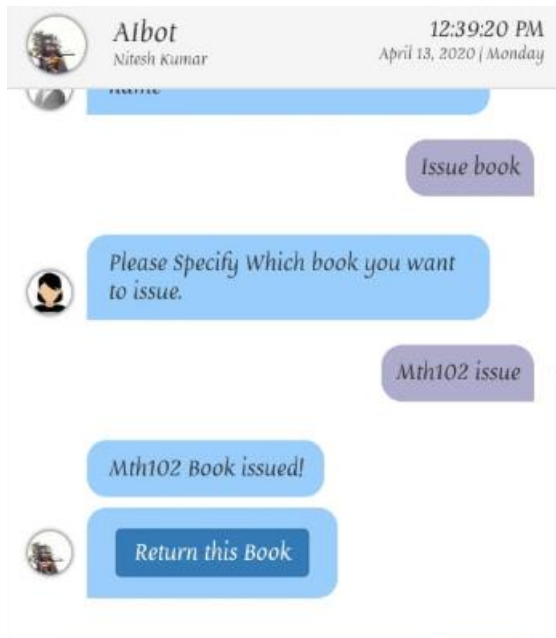 AIbot
12:39:20 PM
Nitesh Kumar
April 13, 2020 | Monday
name
Issue book
Please Specify Which book you want
to issue.
Mth102 issue
Mth102 Book issued!
Return this Book